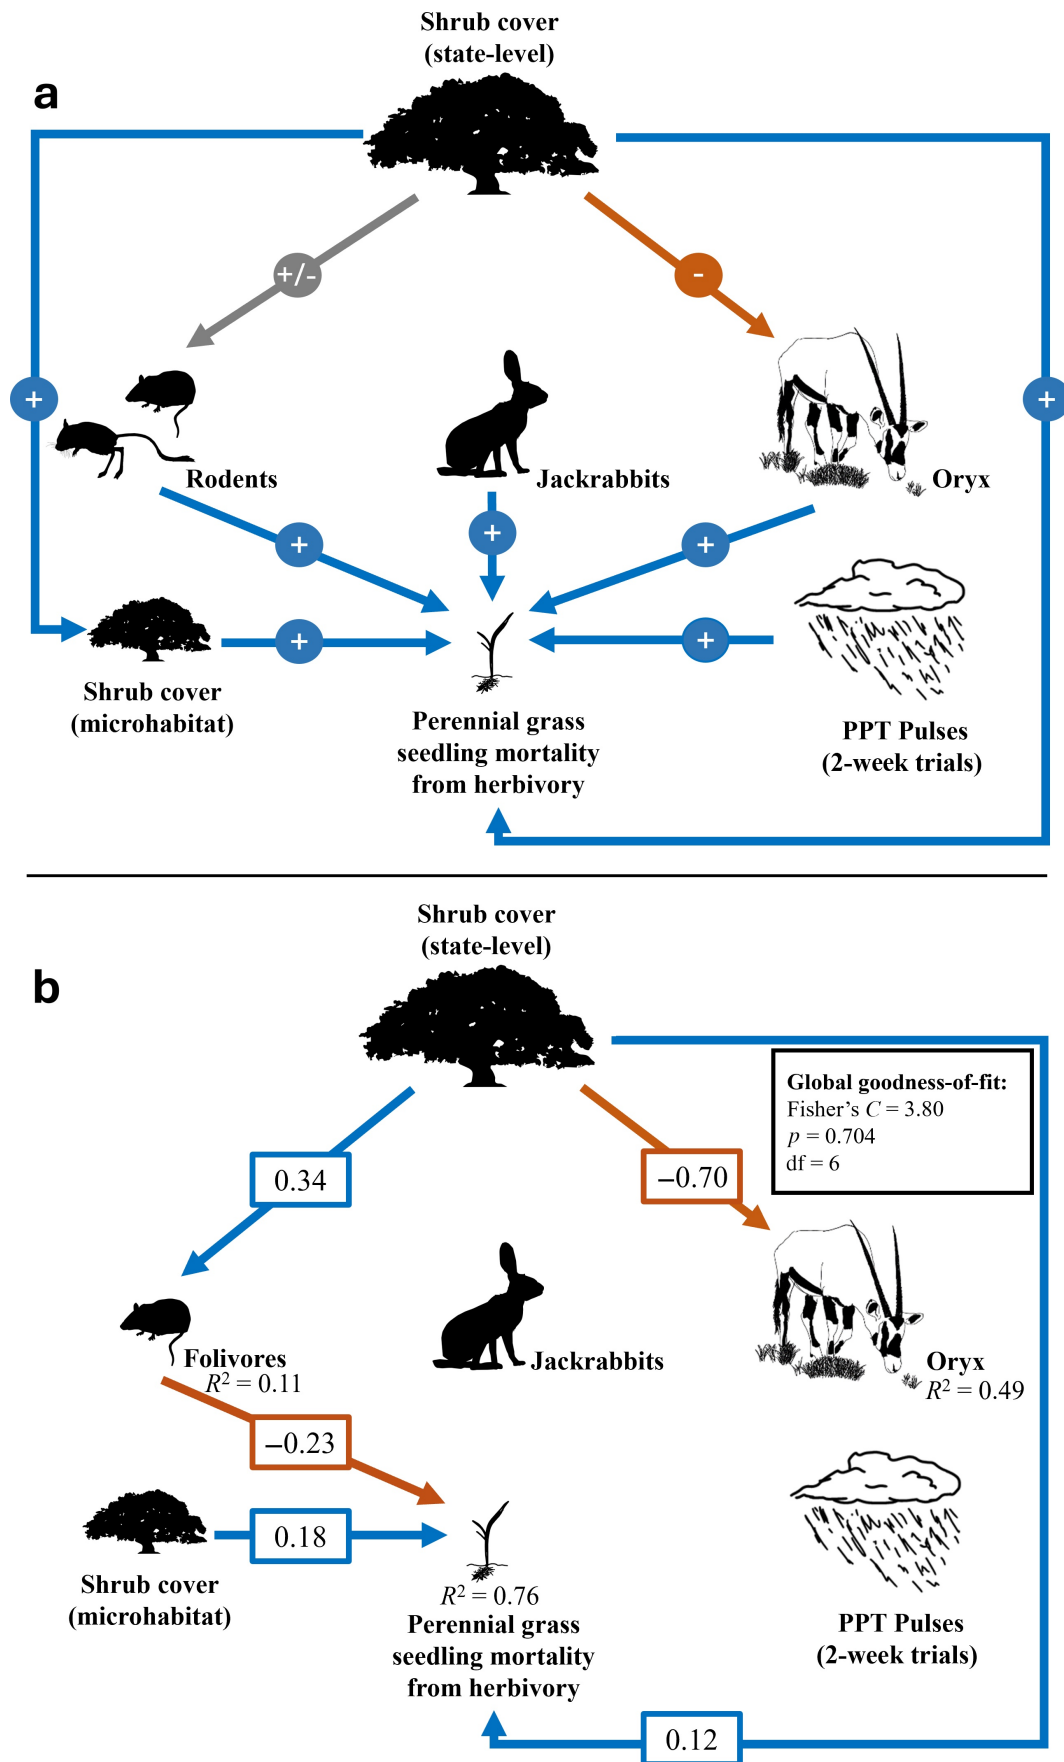 Shrub cover
(state-level)
a
+/-
-
+
+
Rodents
Jackrabbits
Oryx
+
+
+
+
+
Shrub cover
(microhabitat)
Perennial grass
seedling mortality
from herbivory
PPT Pulses
(2-week trials)
Shrub cover
(state-level)
b
Global goodness-of-fit:
Fisher's C = 3.80
p = 0.704
df = 6
0.34
−0.70
Folivores
R² = 0.11
Jackrabbits
Oryx
R² = 0.49
−0.23
0.18
Shrub cover
(microhabitat)
R² = 0.76
Perennial grass
seedling mortality
from herbivory
PPT Pulses
(2-week trials)
0.12